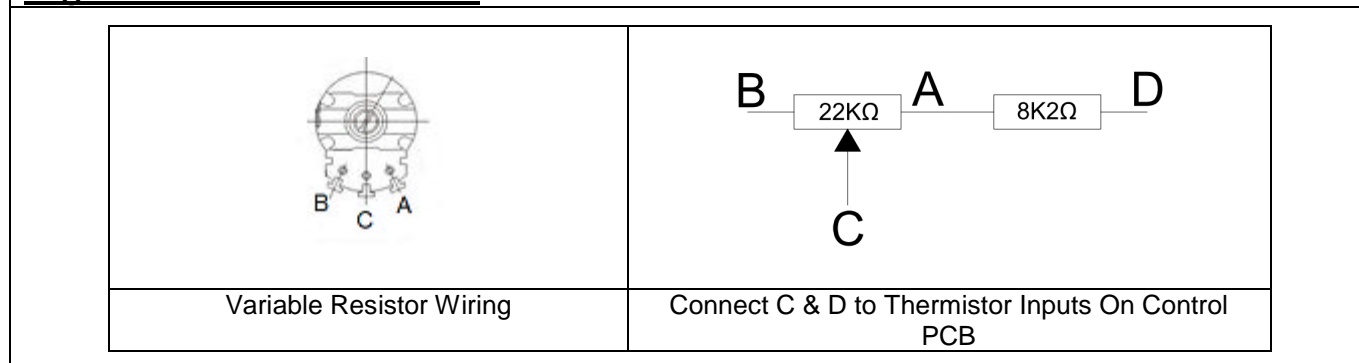 B C A
B 22KΩ A 8K2Ω D
C
Variable Resistor Wiring
Connect C & D to Thermistor Inputs On Control
PCB